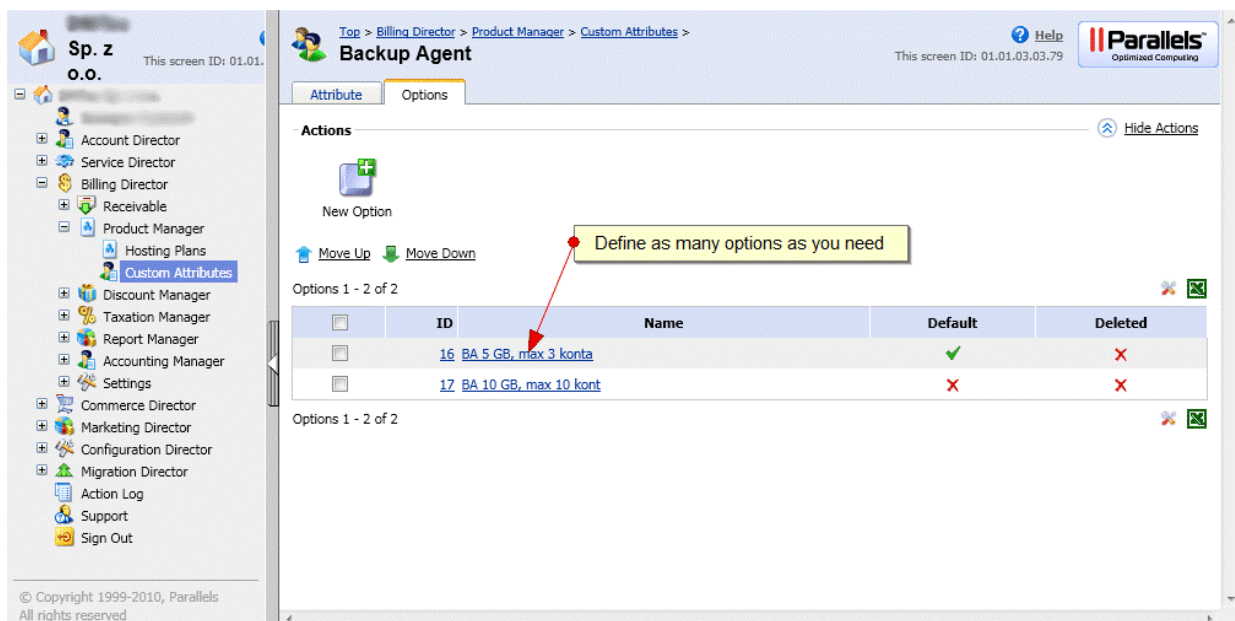 Sp. z
o.o.
This screen ID: 01.01.
Account Director
Service Director
Billing Director
Receivable
Product Manager
Hosting Plans
Custom Attributes
Discount Manager
Taxation Manager
Report Manager
Accounting Manager
Settings
Commerce Director
Marketing Director
Configuration Director
Migration Director
Action Log
Support
Sign Out
© Copyright 1999-2010, Parallels
All rights reserved
Top > Billing Director > Product Manager > Custom Attributes >
Backup Agent
Help
This screen ID: 01.01.03.03.79
Parallels™
Optimized Computing
Attribute Options
Actions
Hide Actions
New Option
Define as many options as you need
Move Up Move Down
Options 1 - 2 of 2
ID Name Default Deleted
16 BA 5 GB, max 3 konta
17 BA 10 GB, max 10 kont
Options 1 - 2 of 2